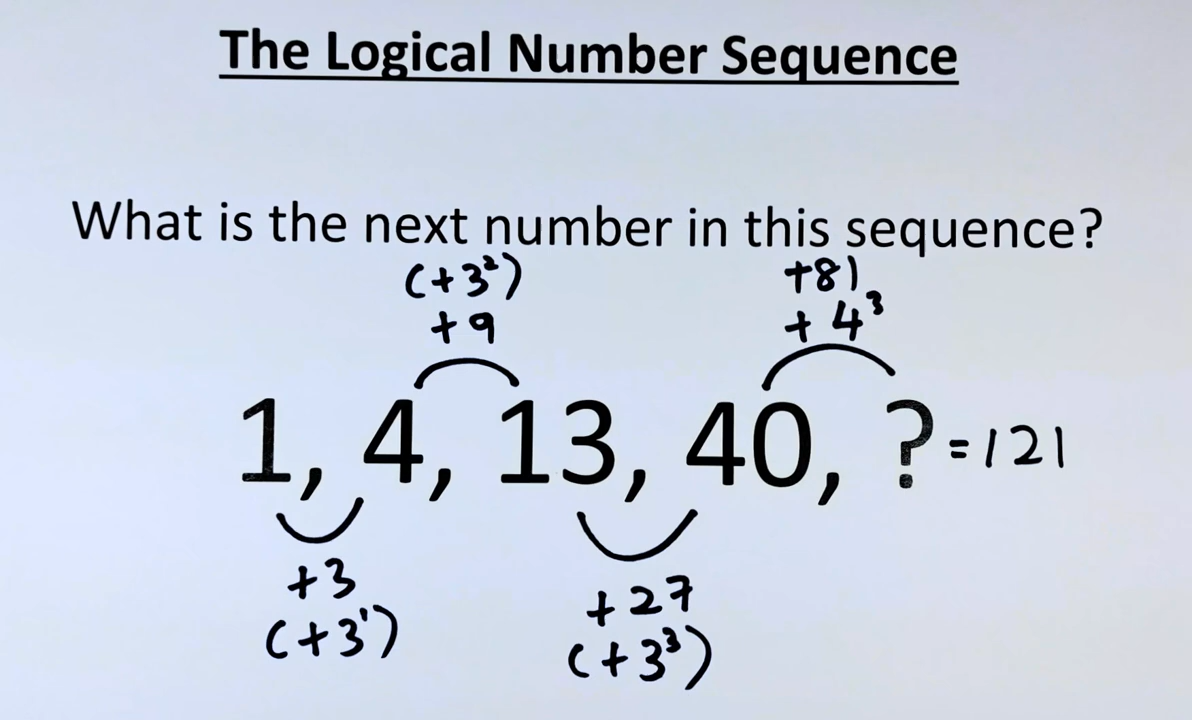 The Logical Number Sequence
What is the next number in this sequence?
(+3²) +81
+9 +4³
1, 4, 13, 40, ? =121
+3 +27
(+3¹) (+3³)